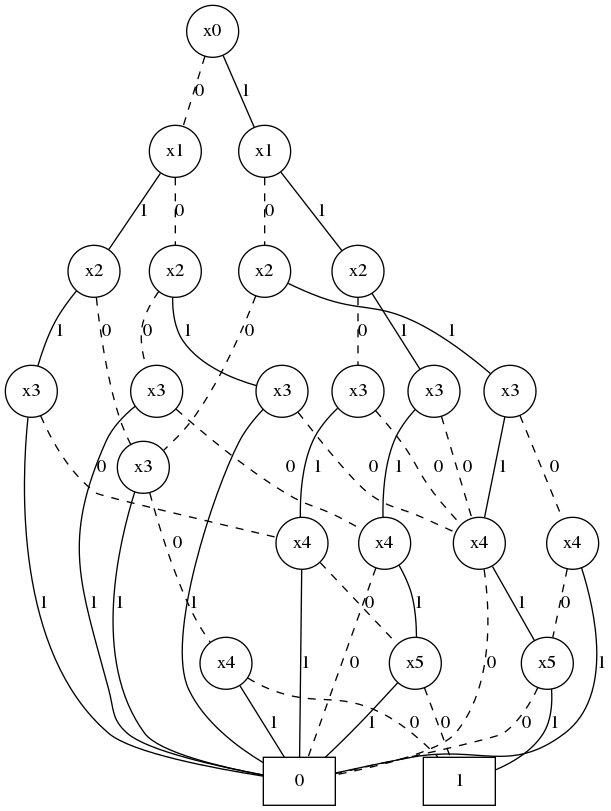 x0
0 1
x1 x1
1 0 0 1
x2 x2 x2 x2
1 0 0 1 0 0 1 1
x3 x3 x3 x3 x3 x3
x3
0 0 1 0 1 0 0 1 0
x4 x4 x4 x4
0
1 1 1 1 1 0 0 1 1 0 0 1
x4 x5 x5
1 1 0 0 0 1
0 1